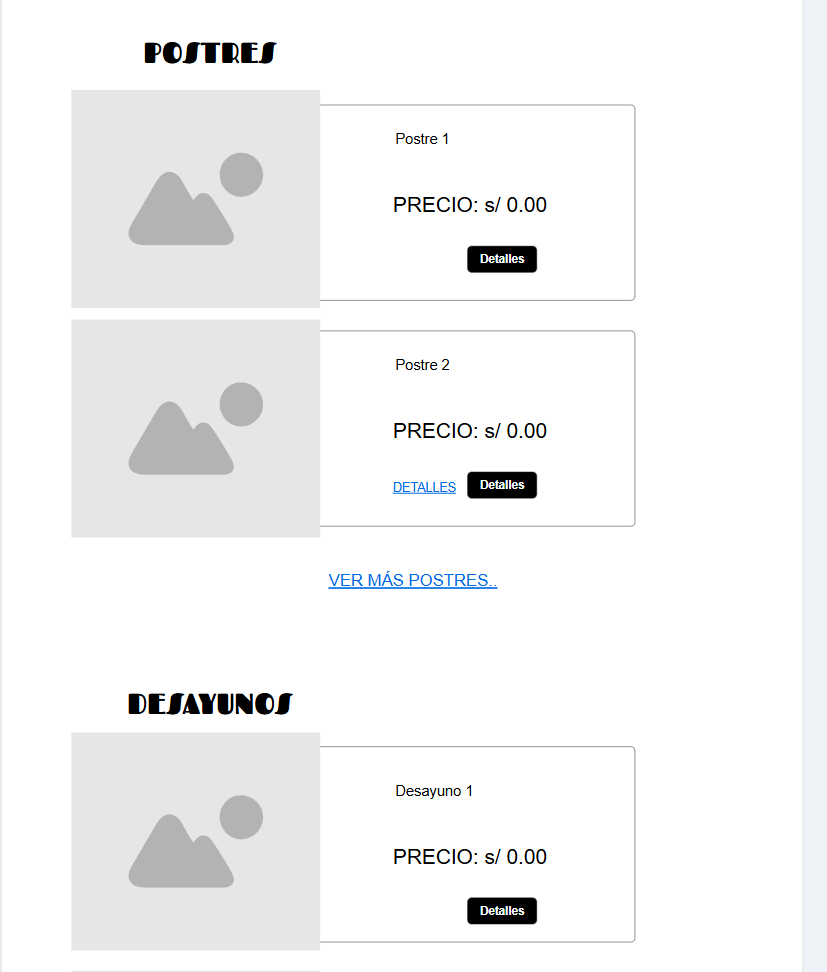 POSTRES
Postre 1
PRECIO: s/ 0.00
Detalles
Postre 2
PRECIO: s/ 0.00
DETALLES Detalles
VER MÁS POSTRES..
DESAYUNOS
Desayuno 1
PRECIO: s/ 0.00
Detalles